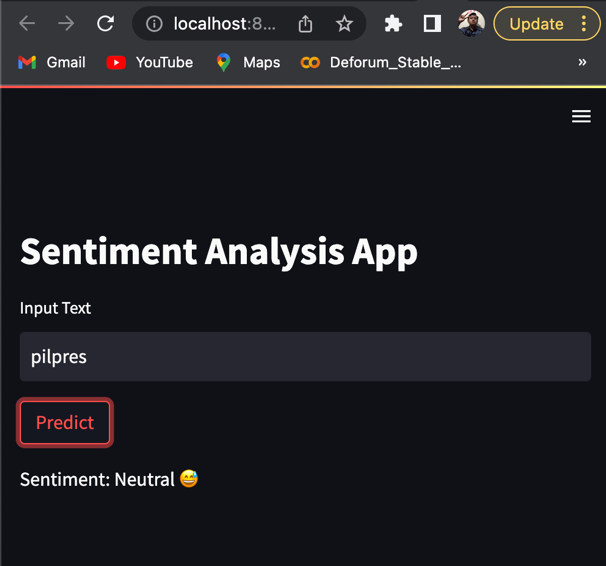 localhost:8...
Update
Gmail YouTube Maps Deforum_Stable_... »
Sentiment Analysis App
Input Text
pilpres
Predict
Sentiment: Neutral 😅